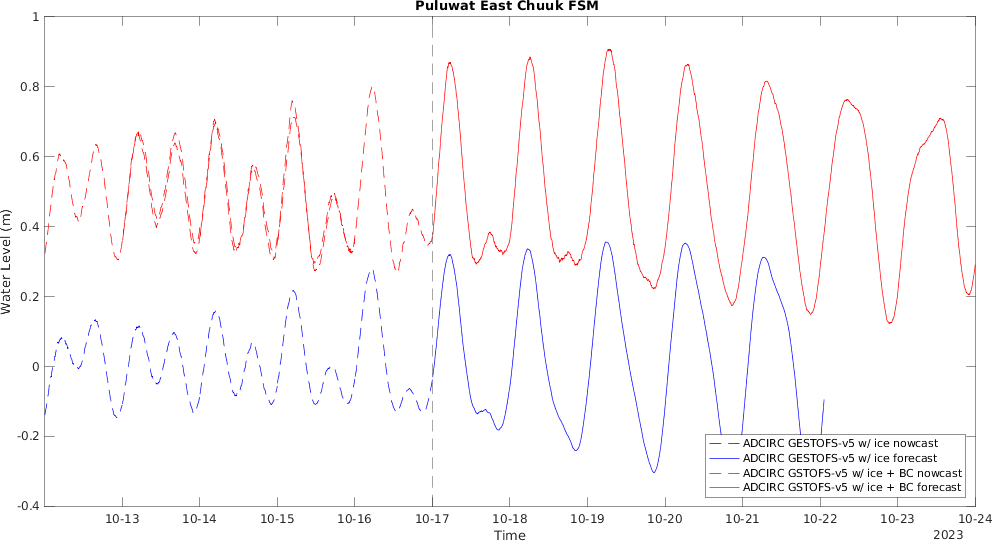 Puluwat East Chuuk FSM
1
0.8
0.6
0.4
0.2
0
-0.2
-0.4
Water Level (m)
ADCIRC GESTOFS-v5 w/ ice nowcast
ADCIRC GESTOFS-v5 w/ ice forecast
ADCIRC GSTOFS-v5 w/ ice + BC nowcast
ADCIRC GSTOFS-v5 w/ ice + BC forecast
10-13 10-14 10-15 10-16 10-17 10-18 10-19 10-20 10-21 10-22 10-23 10-24
Time
2023